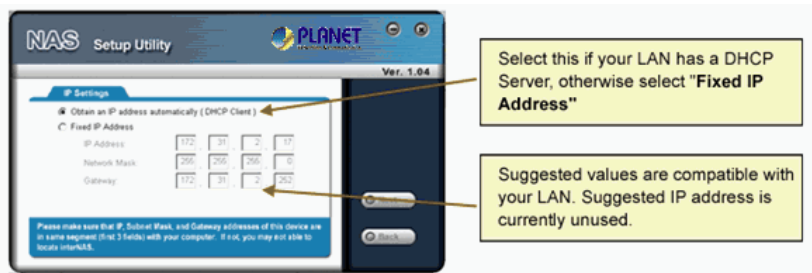 NAS Setup Utility
PLANET
Ver. 1.04
IP Settings
Obtain an IP address automatically ( DHCP Client )
Fixed IP Address
IP Address: 172 . 31 . 2 . 17
Network Mask: 255 . 255 . 255 . 0
Gateway: 172 . 31 . 2 . 252
Please make sure that IP, Subnet Mask, and Gateway addresses of this device are
in same segment (first 3 fields) with your computer. If not, you may not able to
locate interNAS.
Back
Select this if your LAN has a DHCP
Server, otherwise select "Fixed IP
Address"
Suggested values are compatible with
your LAN. Suggested IP address is
currently unused.